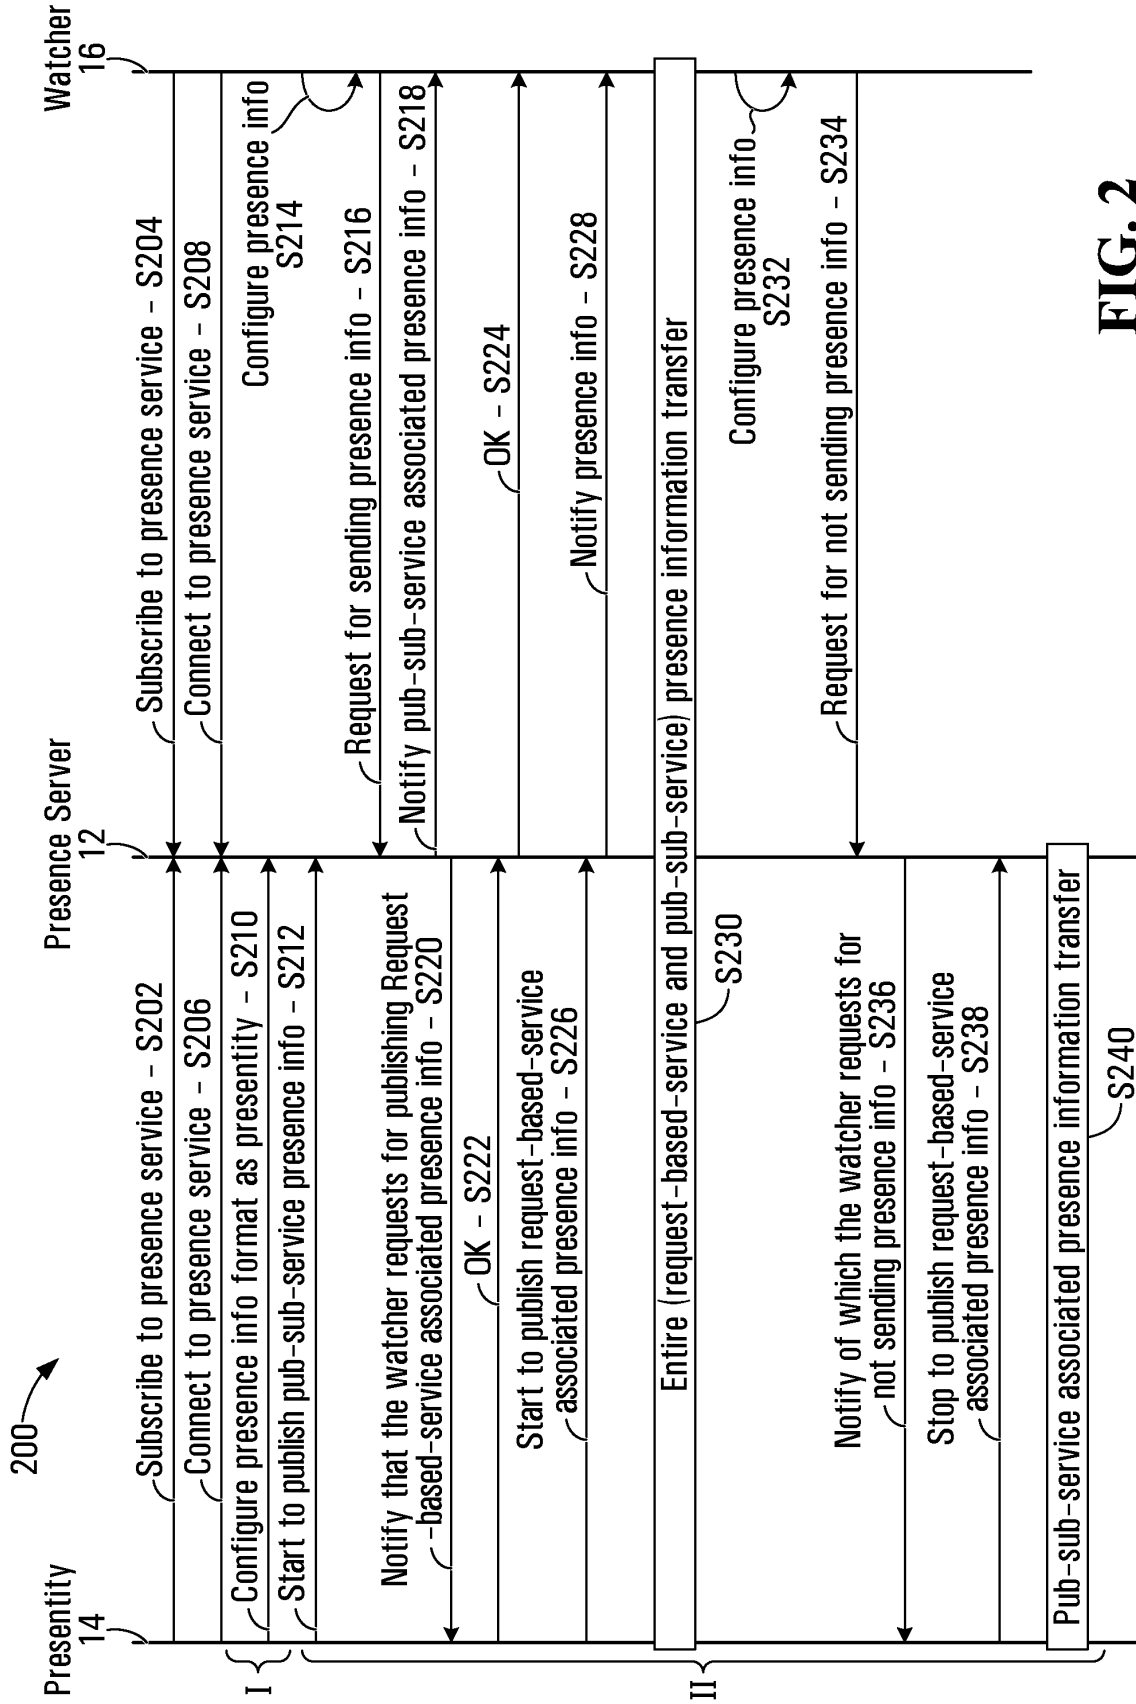 200
Presentity
14
Presence Server
12
Watcher
16
Subscribe to presence service - S202
Subscribe to presence service - S204
Connect to presence service - S206
Connect to presence service - S208
I
Configure presence info format as presentity - S210
Start to publish pub-sub-service presence info - S212
Configure presence info
S214
Request for sending presence info - S216
Notify pub-sub-service associated presence info - S218
II
Notify that the watcher requests for publishing Request
-based-service associated presence info - S220
OK - S222
OK - S224
Start to publish request-based-service
associated presence info - S226
Notify presence info - S228
Entire (request-based-service and pub-sub-service) presence information transfer
S230
Configure presence info
S232
Request for not sending presence info - S234
Notify of which the watcher requests for
not sending presence info - S236
Stop to publish request-based-service
associated presence info - S238
Pub-sub-service associated presence information transfer
S240
FIG. 2